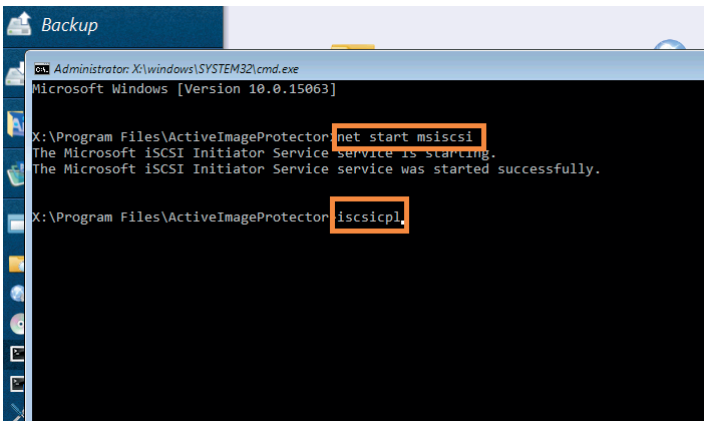 Backup
Administrator: X:\windows\SYSTEM32\cmd.exe
Microsoft Windows [Version 10.0.15063]
X:\Program Files\ActiveImageProtector>net start msiscsi
The Microsoft iSCSI Initiator Service service is starting.
The Microsoft iSCSI Initiator Service service was started successfully.
X:\Program Files\ActiveImageProtector>iscsicpl